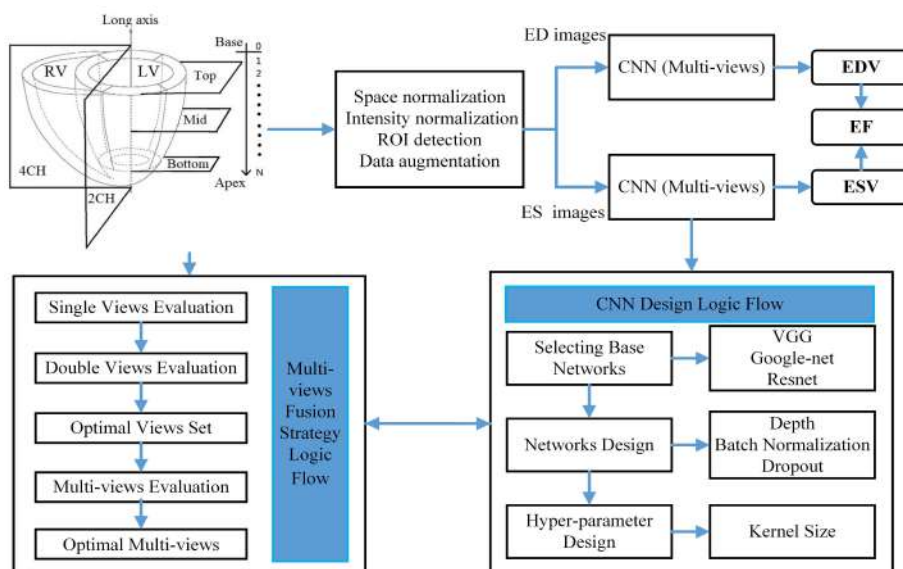 Long axis
Base
0
1
2
N
RV
LV
Top
Mid
Bottom
4CH
2CH
Apex
Space normalization
Intensity normalization
ROI detection
Data augmentation
ED images
CNN (Multi-views)
EDV
EF
CNN (Multi-views)
ESV
ES images
Single Views Evaluation
Double Views Evaluation
Optimal Views Set
Multi-views Evaluation
Optimal Multi-views
Multi-
views
Fusion
Strategy
Logic
Flow
CNN Design Logic Flow
Selecting Base
Networks
VGG
Google-net
Resnet
Networks Design
Depth
Batch Normalization
Dropout
Hyper-parameter
Design
Kernel Size